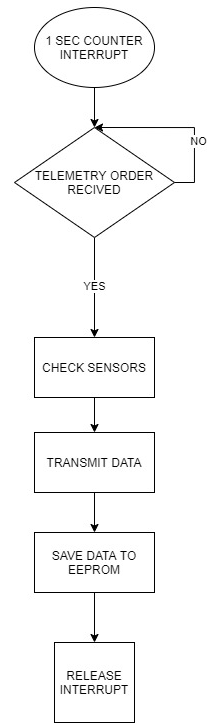 1 SEC COUNTER
INTERRUPT
NO
TELEMETRY ORDER
RECIVED
YES
CHECK SENSORS
TRANSMIT DATA
SAVE DATA TO
EEPROM
RELEASE
INTERRUPT